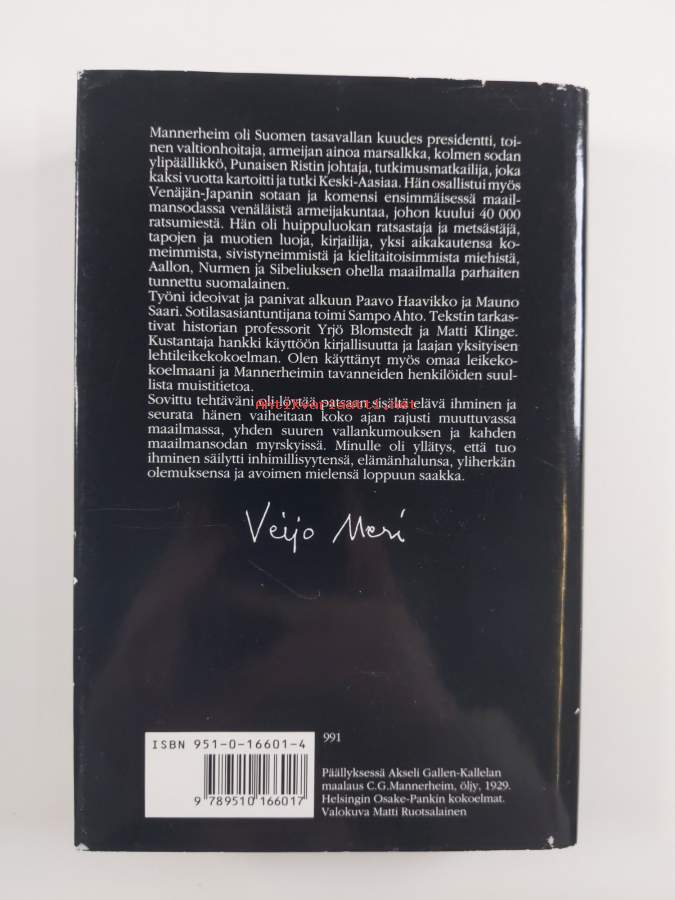 Mannerheim oli Suomen tasavallan kuudes presidentti, toi-
nen valtionhoitaja, armeijan ainoa marsalkka, kolmen sodan
ylipäällikkö, Punaisen Ristin johtaja, tutkimusmatkailija, joka
kaksi vuotta kartoitti ja tutki Keski-Aasiaa. Hän osallistui myös
Venäjän-Japanin sotaan ja komensi ensimmäisessä maail-
mansodassa venäläistä armeijakuntaa, johon kuului 40 000
ratsumiestä. Hän oli huippuluokan ratsastaja ja metsästäjä,
tapojen ja muotien luoja, kirjailija, yksi aikakautensa ko-
meimmista, sivistyneimmistä ja kielitaitoisimmista miehistä,
Aallon, Nurmen ja Sibeliuksen ohella maailmalla parhaiten
tunnettu suomalainen.
Työni ideoivat ja panivat alkuun Paavo Haavikko ja Mauno
Saari. Sotilasasiantuntijana toimi Sampo Ahto. Tekstin tarkas-
tivat historian professorit Yrjö Blomstedt ja Matti Klinge.
Kustantaja hankki käyttöön kirjallisuutta ja laajan yksityisen
lehtileikekokoelman. Olen käyttänyt myös omaa leikeko-
koelmaani ja Mannerheimin tavanneiden henkilöiden suul-
lista muistitietoa.
Sovittu tehtäväni oli löytää patsaan sisältä elävä ihminen ja
seurata hänen vaiheitaan koko ajan rajusti muuttuvassa
maailmassa, yhden suuren vallankumouksen ja kahden
maailmansodan myrskyissä. Minulle oli yllätys, että tuo
ihminen säilytti inhimillisyytensä, elämänhalunsa, yliherkän
olemuksensa ja avoimen mielensä loppuun saakka.
Veijo Meri
ISBN 951-0-16601-4
991
9 789510 166017
Päällyksessä Akseli Gallen-Kallelan
maalaus C.G.Mannerheim, öljy, 1929.
Helsingin Osake-Pankin kokoelmat.
Valokuva Matti Ruotsalainen